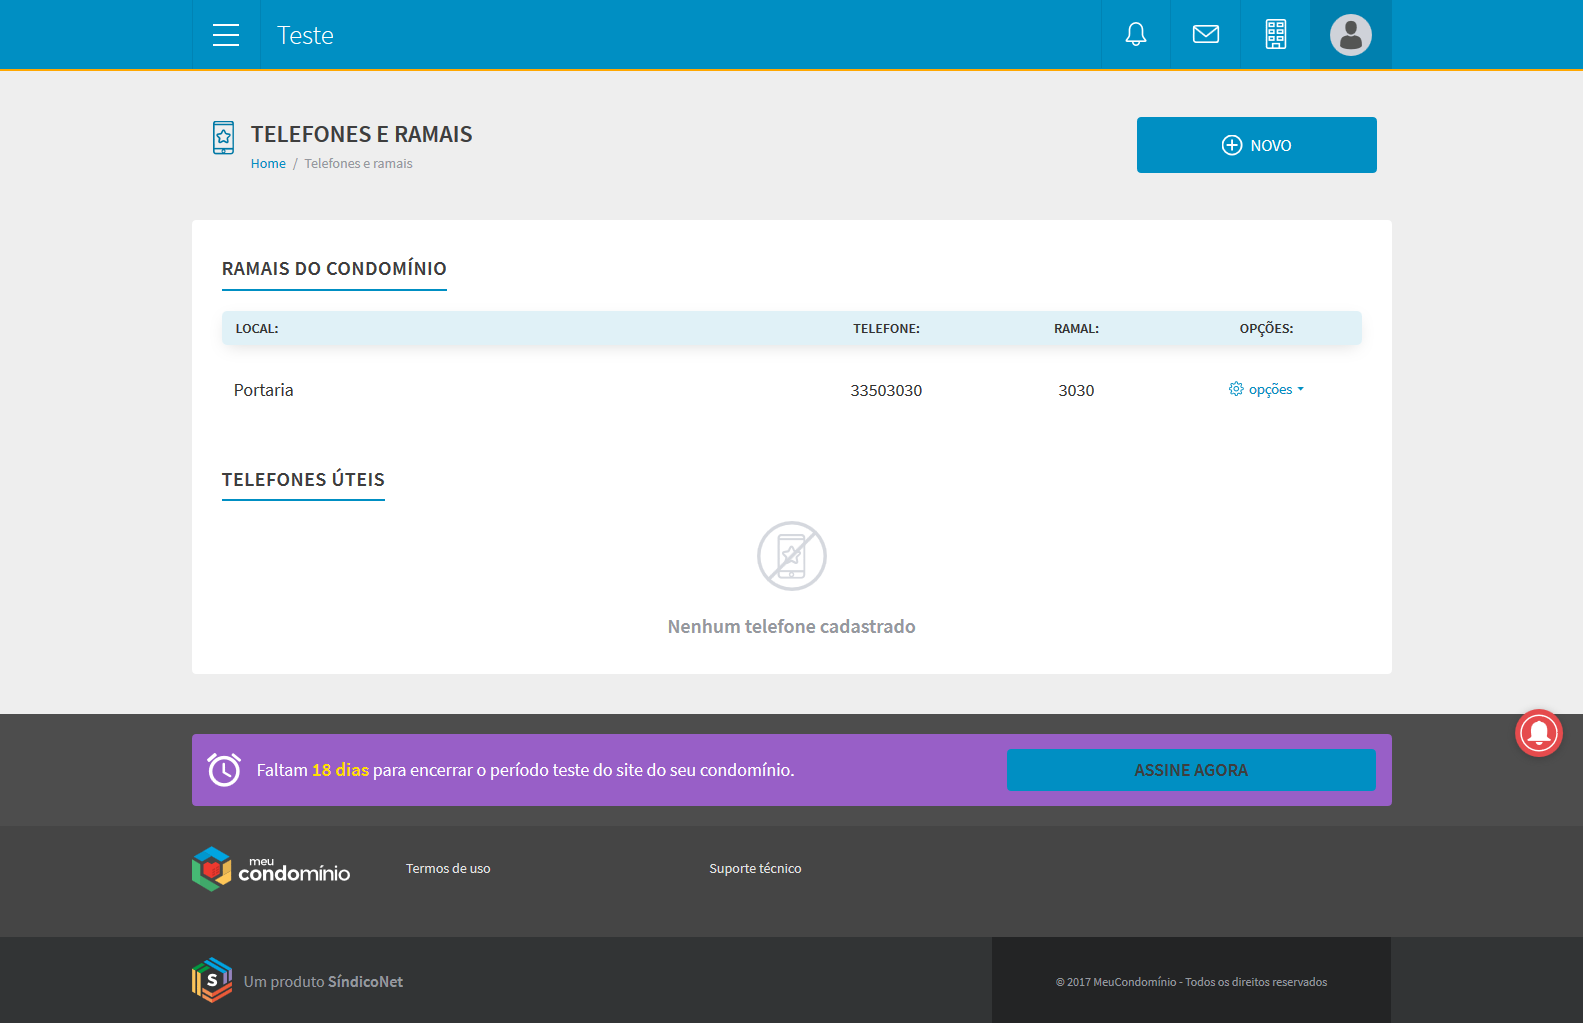 Teste
TELEFONES E RAMAIS
Home / Telefones e ramais
NOVO
RAMAIS DO CONDOMÍNIO
LOCAL: TELEFONE: RAMAL: OPÇÕES:
Portaria 33503030 3030 opções
TELEFONES ÚTEIS
Nenhum telefone cadastrado
Faltam 18 dias para encerrar o período teste do site do seu condomínio.
ASSINE AGORA
meu
condomínio
Termos de uso
Suporte técnico
S
Um produto SíndicoNet
© 2017 MeuCondomínio - Todos os direitos reservados